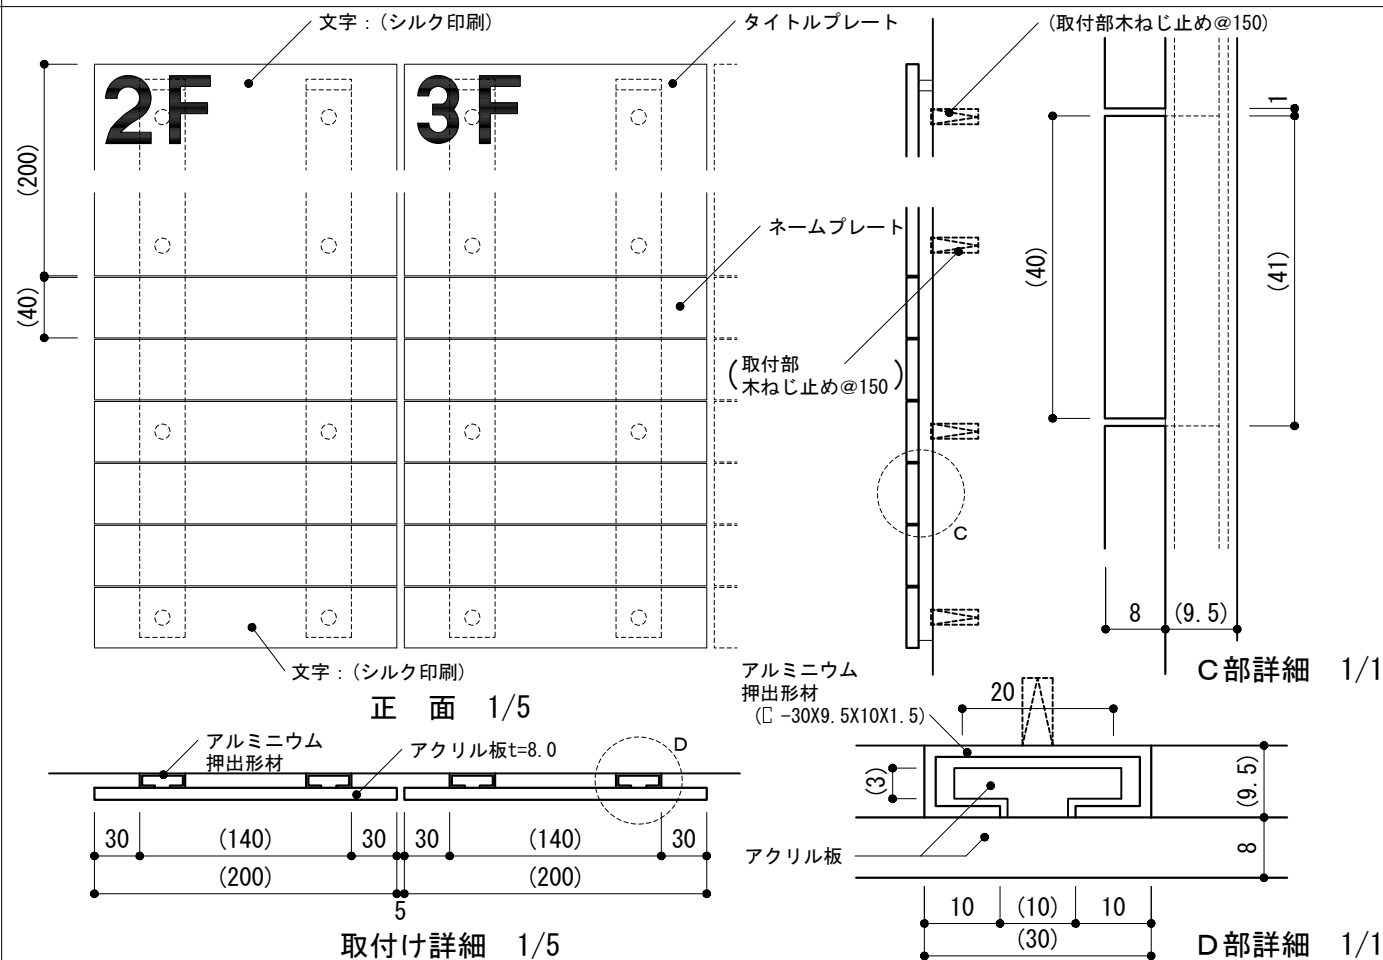 文字：(シルク印刷)
タイトルプレート
(取付部木ねじ止め@150)
2F
3F
1
(200)
ネームプレート
(40)
(41)
(40)
(取付部
木ねじ止め@150)
C
8
(9.5)
文字：(シルク印刷)
正　面　1/5
C部詳細　1/1
アルミニウム
押出形材
(⊏ -30X9.5X10X1.5)
20
アルミニウム
押出形材
アクリル板t=8.0
D
(3)
(9.5)
30
(140)
30
30
(140)
30
アクリル板
8
(200)
(200)
5
10
(10)
10
(30)
取付け詳細　1/5
D部詳細　1/1